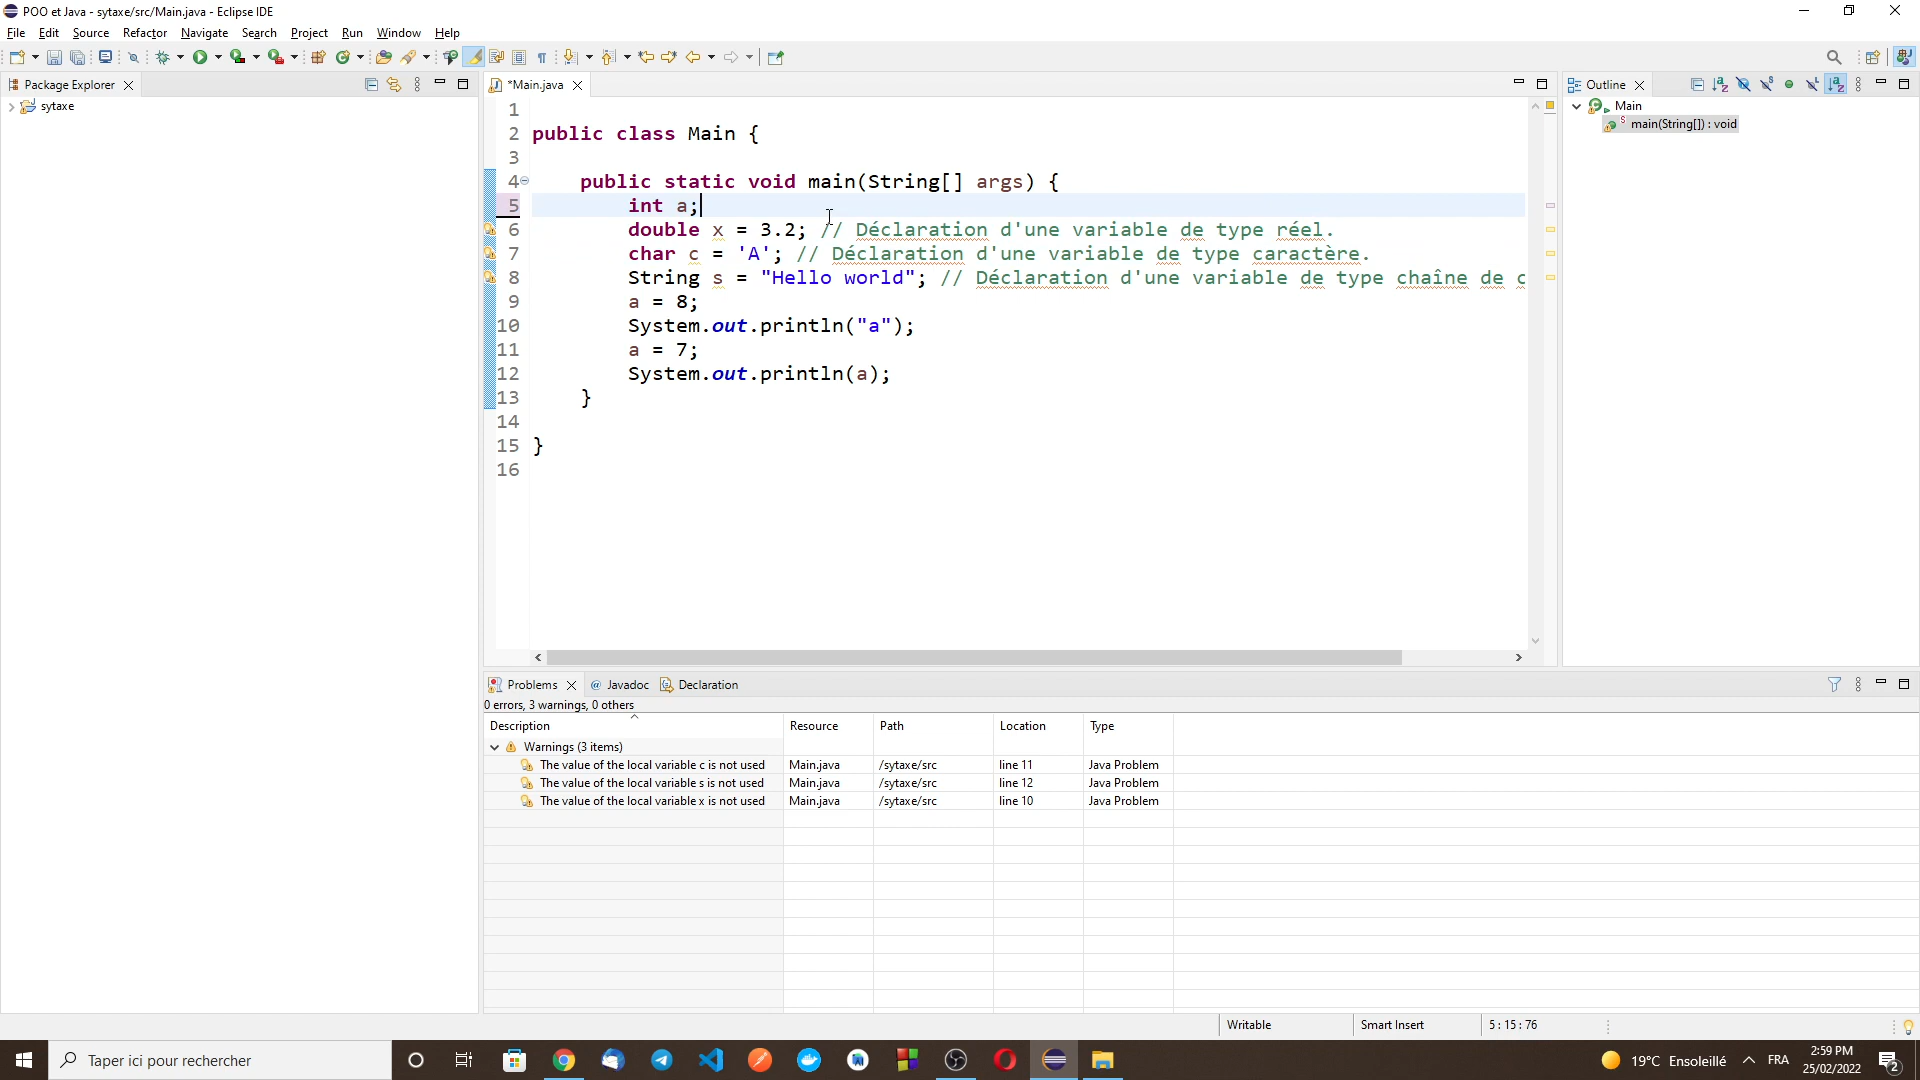 POO et Java - sytaxe/src/Main.java - Eclipse IDE
File Edit Source Refactor Navigate Search Project Run Window Help
Package Explorer
sytaxe
*Main.java
1
2 public class Main {
3
4 public static void main(String[] args) {
5 int a;
6 double x = 3.2; // Déclaration d'une variable de type réel.
7 char c = 'A'; // Déclaration d'une variable de type caractère.
8 String s = "Hello world"; // Déclaration d'une variable de type chaîne de c
9 a = 8;
10 System.out.println("a");
11 a = 7;
12 System.out.println(a);
13 }
14
15 }
16
Outline
Main
main(String[]) : void
Problems @ Javadoc Declaration
0 errors, 3 warnings, 0 others
Description Resource Path Location Type
Warnings (3 items)
The value of the local variable c is not used Main.java /sytaxe/src line 11 Java Problem
The value of the local variable s is not used Main.java /sytaxe/src line 12 Java Problem
The value of the local variable x is not used Main.java /sytaxe/src line 10 Java Problem
Writable Smart Insert 5 : 15 : 76
Taper ici pour rechercher
19°C Ensoleillé FRA
2:59 PM
25/02/2022
2